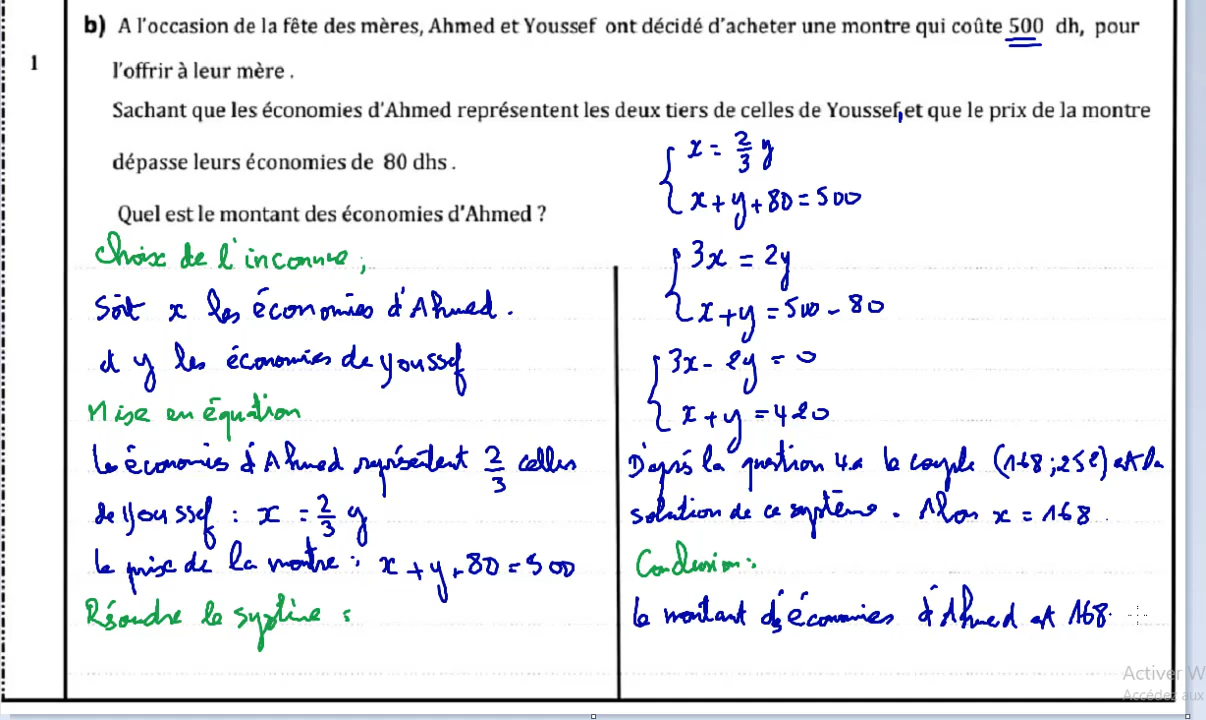 b) A l'occasion de la fête des mères, Ahmed et Youssef ont décidé d'acheter une montre qui coûte 500 dh, pour
1
l'offrir à leur mère .
Sachant que les économies d'Ahmed représentent les deux tiers de celles de Youssef, et que le prix de la montre
dépasse leurs économies de 80 dhs .
Quel est le montant des économies d'Ahmed ?
Choix de l'inconnue ;
Soit x les économies d'Ahmed .
et y les économies de youssef
Mise en équation
les économies d'Ahmed représentent 2/3 celles
de Youssef : x = 2/3 y
le prix de la montre : x + y + 80 = 500
Résoudre le système :
{ x = 2/3 y
x + y + 80 = 500
{ 3x = 2y
x + y = 500 - 80
{ 3x - 2y = 0
x + y = 420
D'après la question 4.a le couple (168 ; 252) est la
solution de ce système . Alors x = 168
Conclusion :
le montant des économies d'Ahmed est 168.
Activer W
Accédez aux